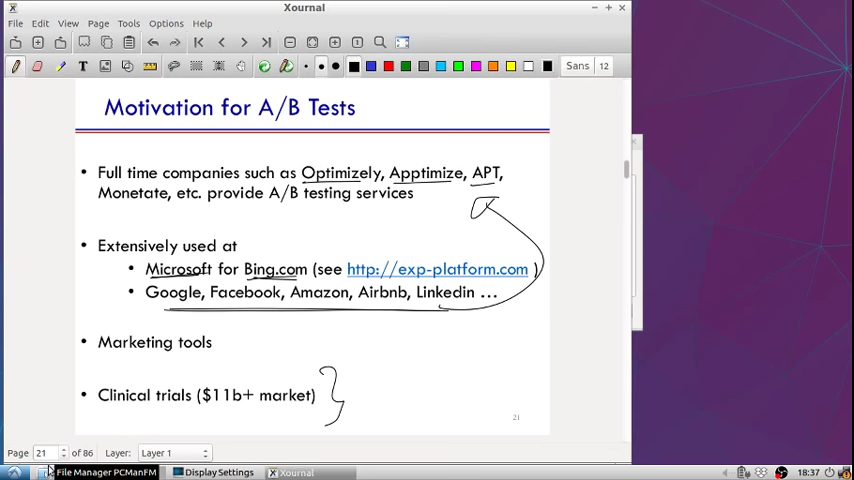 Xournal
File Edit View Page Tools Options Help
T Sans 12
Motivation for A/B Tests
• Full time companies such as Optimizely, Apptimize, APT,
Monetate, etc. provide A/B testing services
• Extensively used at
• Microsoft for Bing.com (see http://exp-platform.com )
• Google, Facebook, Amazon, Airbnb, Linkedin ...
• Marketing tools
• Clinical trials ($11b+ market)
21
Page 21 of 86 Layer: Layer 1
File Manager PCManFM Display Settings Xournal 18:37